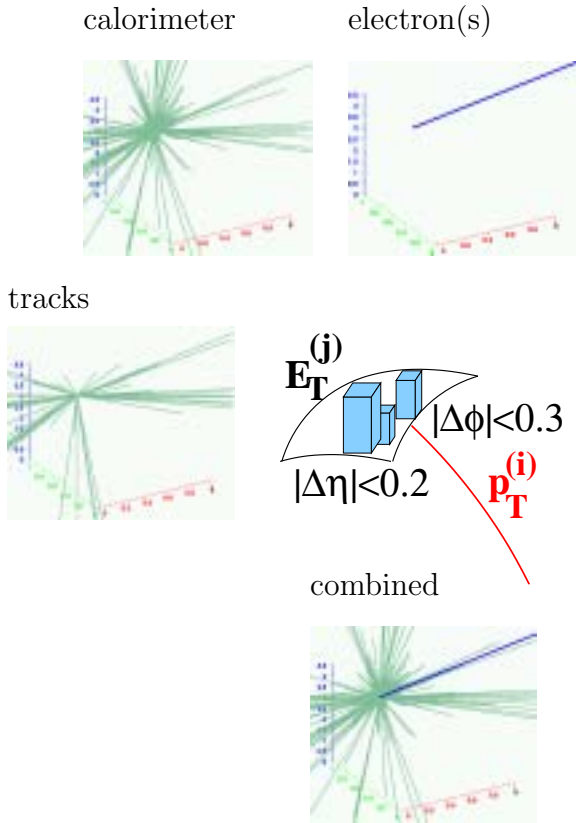 calorimeter
electron(s)
tracks
E_T^(j)
|Δϕ|<0.3
|Δη|<0.2
p_T^(i)
combined